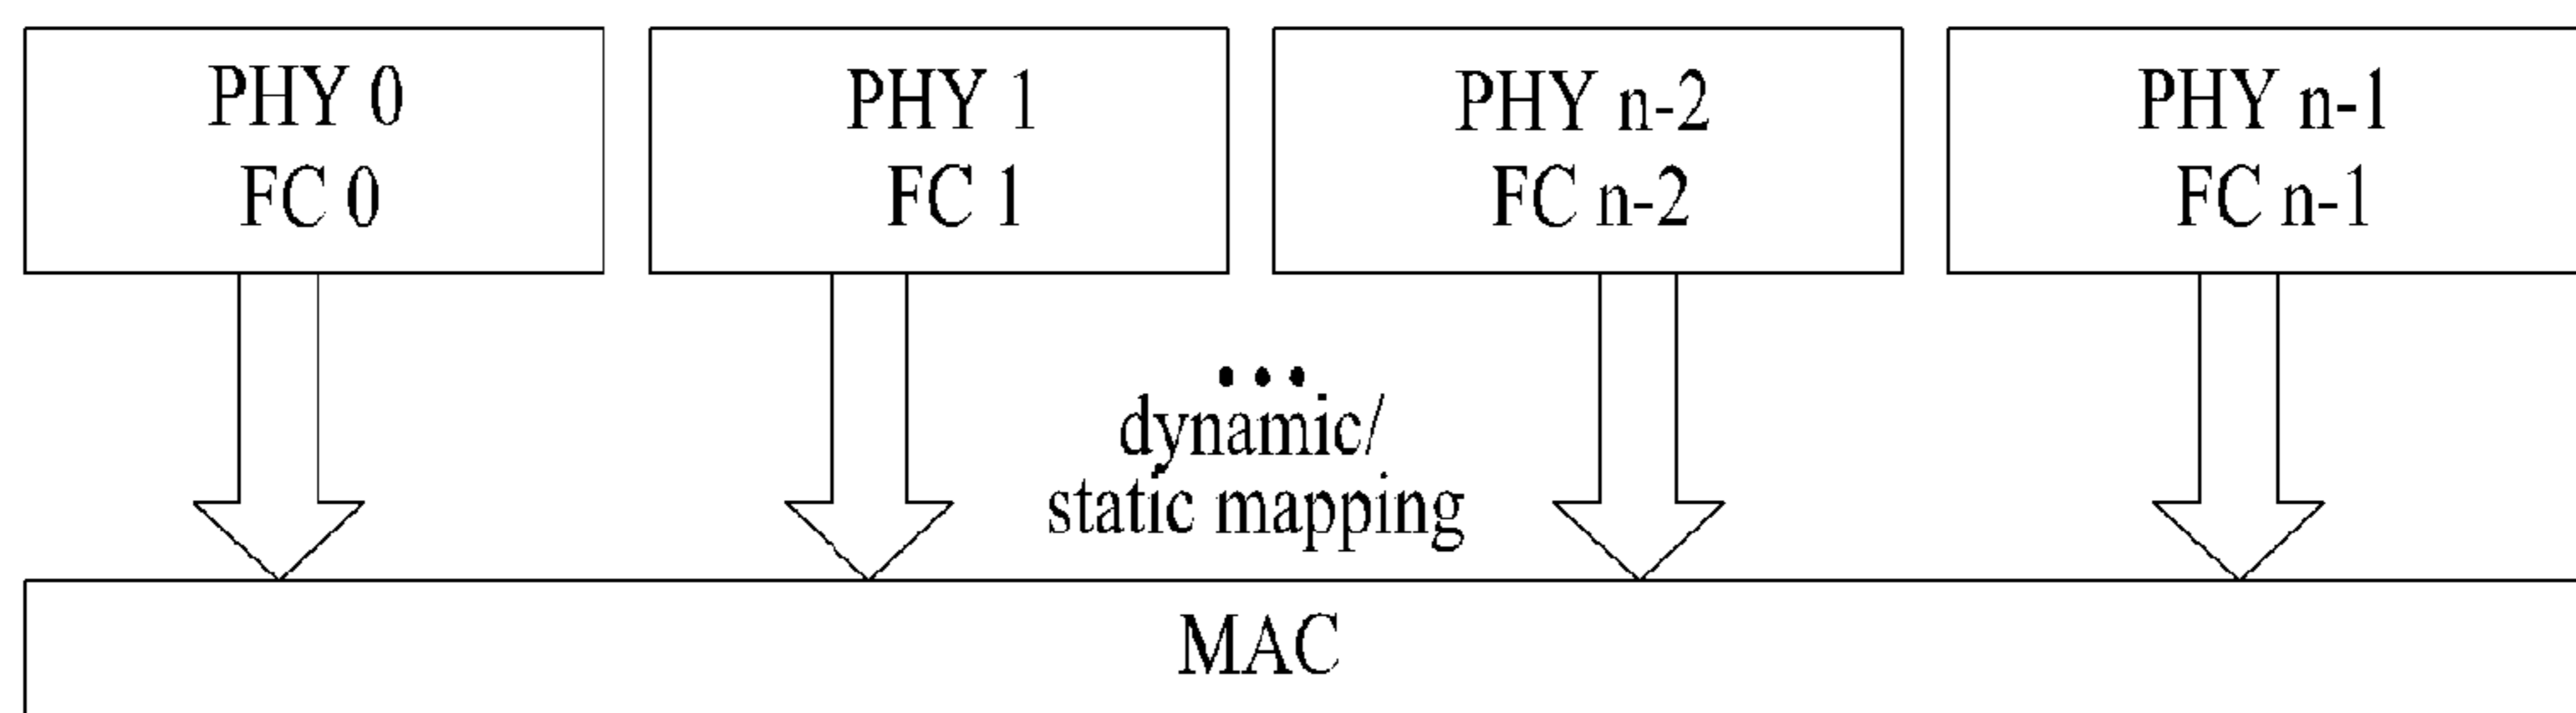 PHY 0
FC 0
PHY 1
FC 1
PHY n-2
FC n-2
PHY n-1
FC n-1
•••
dynamic/
static mapping
MAC